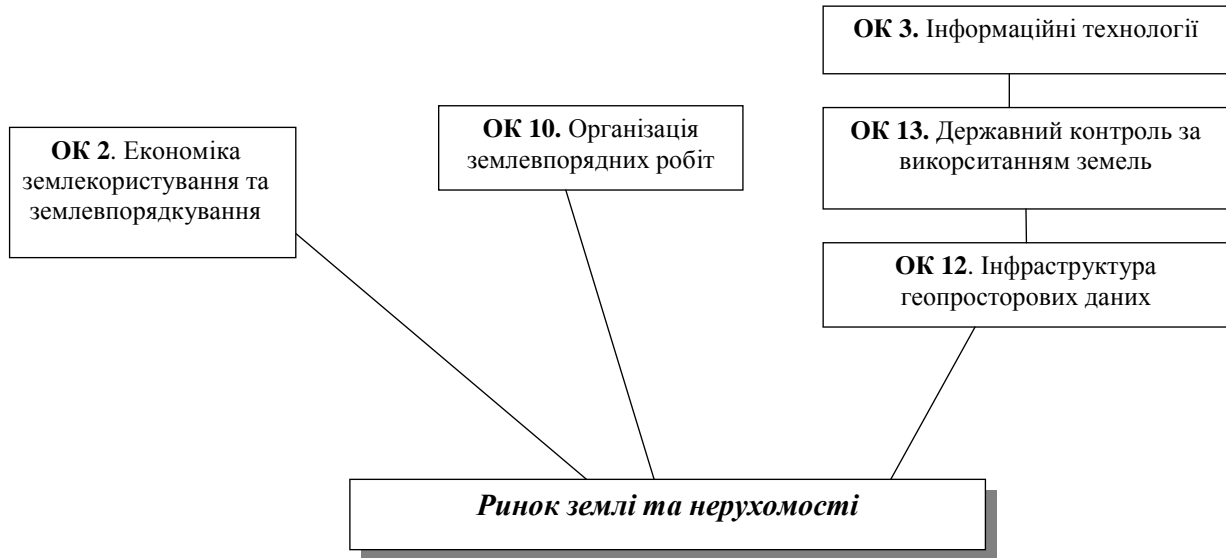 ОК 3. Інформаційні технології
ОК 10. Організація
землевпорядних робіт
ОК 13. Державний контроль за
викорситанням земель
ОК 2. Економіка
землекористування та
землевпорядкування
ОК 12. Інфраструктура
геопросторових даних
Ринок землі та нерухомості